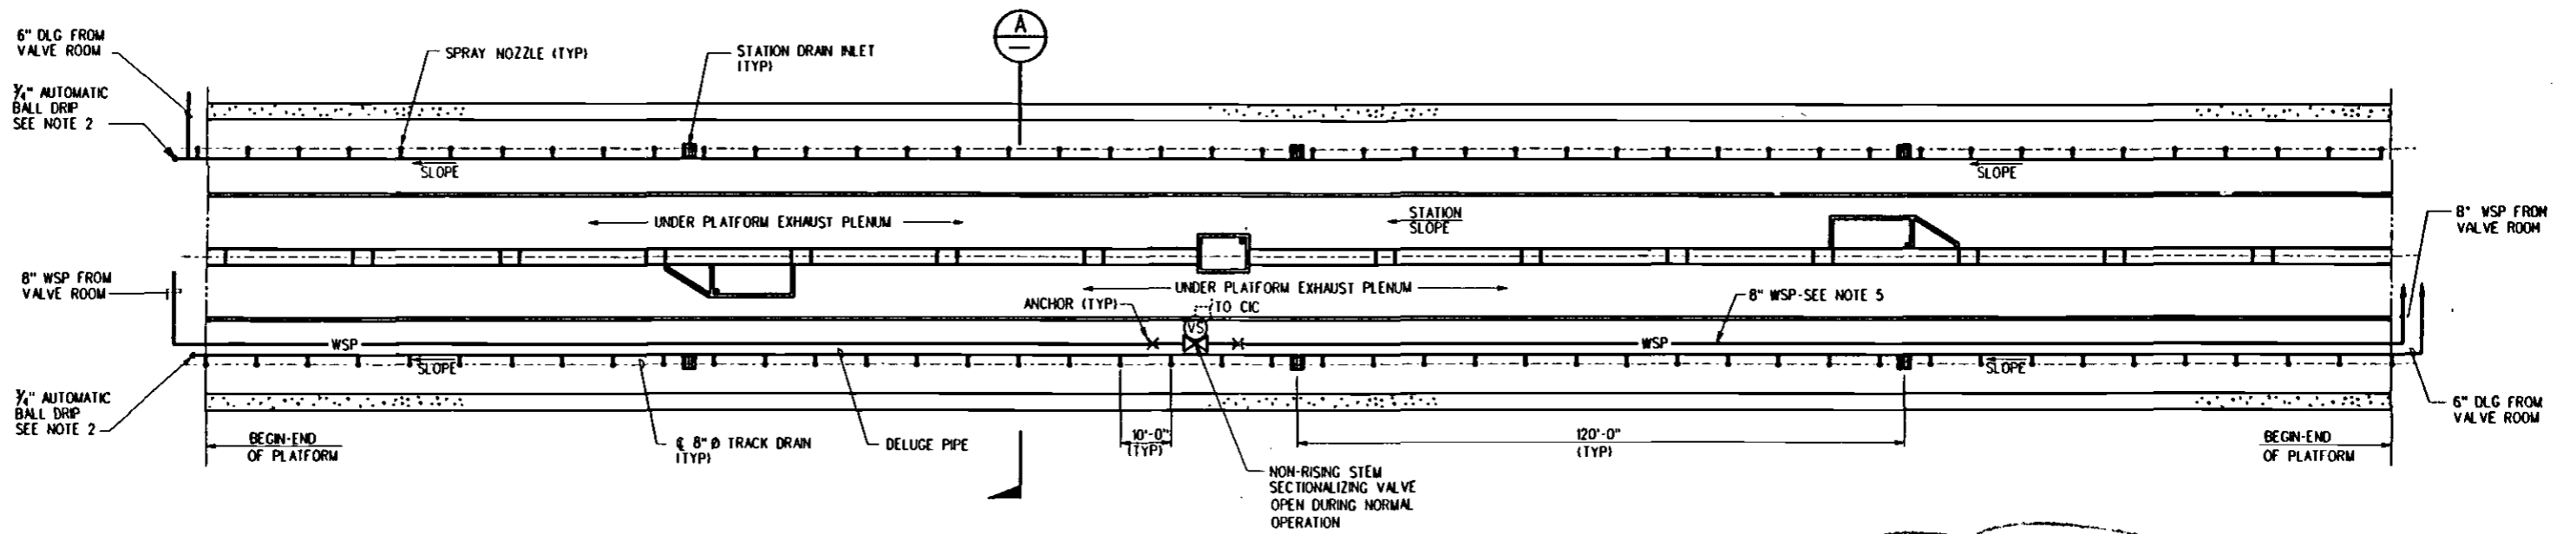 A
6" DLG FROM
VALVE ROOM
SPRAY NOZZLE (TYP)
STATION DRAIN INLET
(TYP)
¾" AUTOMATIC
BALL DRIP
SEE NOTE 2
SLOPE
SLOPE
UNDER PLATFORM EXHAUST PLENUM
STATION
SLOPE
8" WSP FROM
VALVE ROOM
8" WSP FROM
VALVE ROOM
UNDER PLATFORM EXHAUST PLENUM
ANCHOR (TYP)
TO CIC
8" WSP-SEE NOTE 5
VS
WSP
WSP
SLOPE
SLOPE
¾" AUTOMATIC
BALL DRIP
SEE NOTE 2
6" DLG FROM
VALVE ROOM
BEGIN-END
OF PLATFORM
℄ 8" Ø TRACK DRAIN
(TYP)
DELUGE PIPE
10'-0"
(TYP)
120'-0"
(TYP)
BEGIN-END
OF PLATFORM
NON-RISING STEM
SECTIONALIZING VALVE
OPEN DURING NORMAL
OPERATION